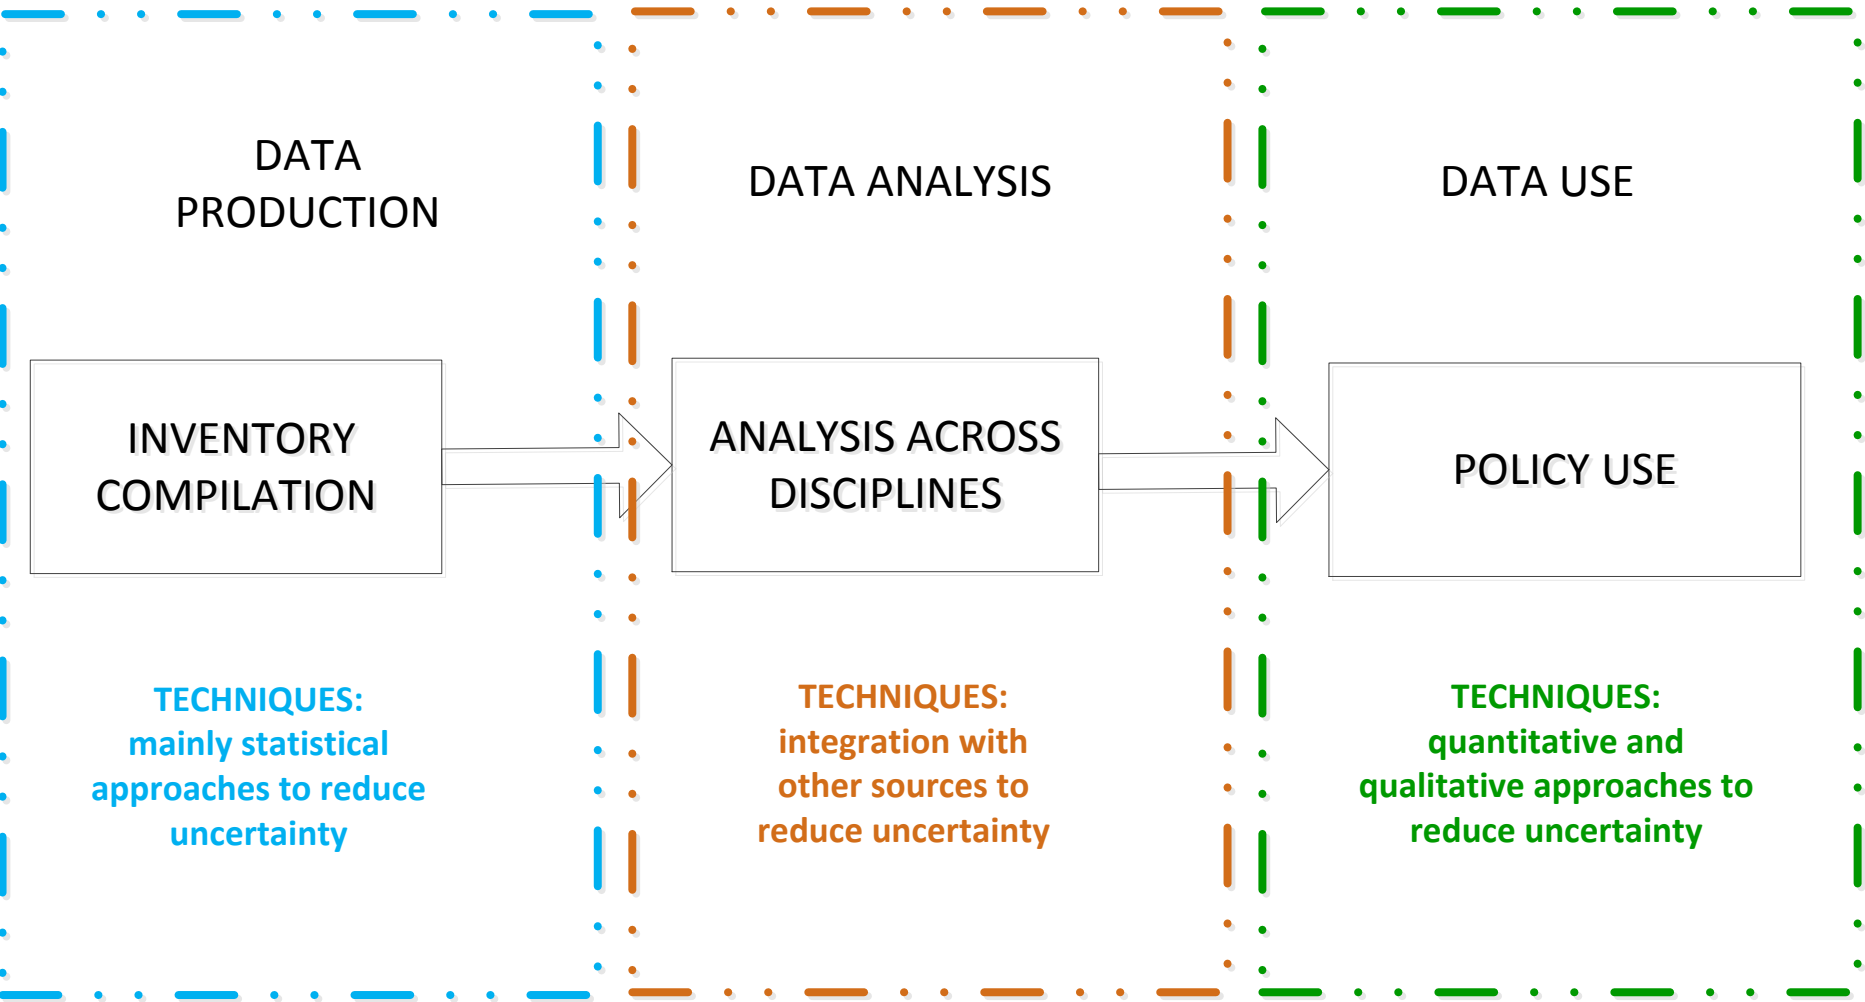 DATA
PRODUCTION
INVENTORY
COMPILATION
TECHNIQUES:
mainly statistical
approaches to reduce
uncertainty
DATA ANALYSIS
ANALYSIS ACROSS
DISCIPLINES
TECHNIQUES:
integration with
other sources to
reduce uncertainty
DATA USE
POLICY USE
TECHNIQUES:
quantitative and
qualitative approaches to
reduce uncertainty